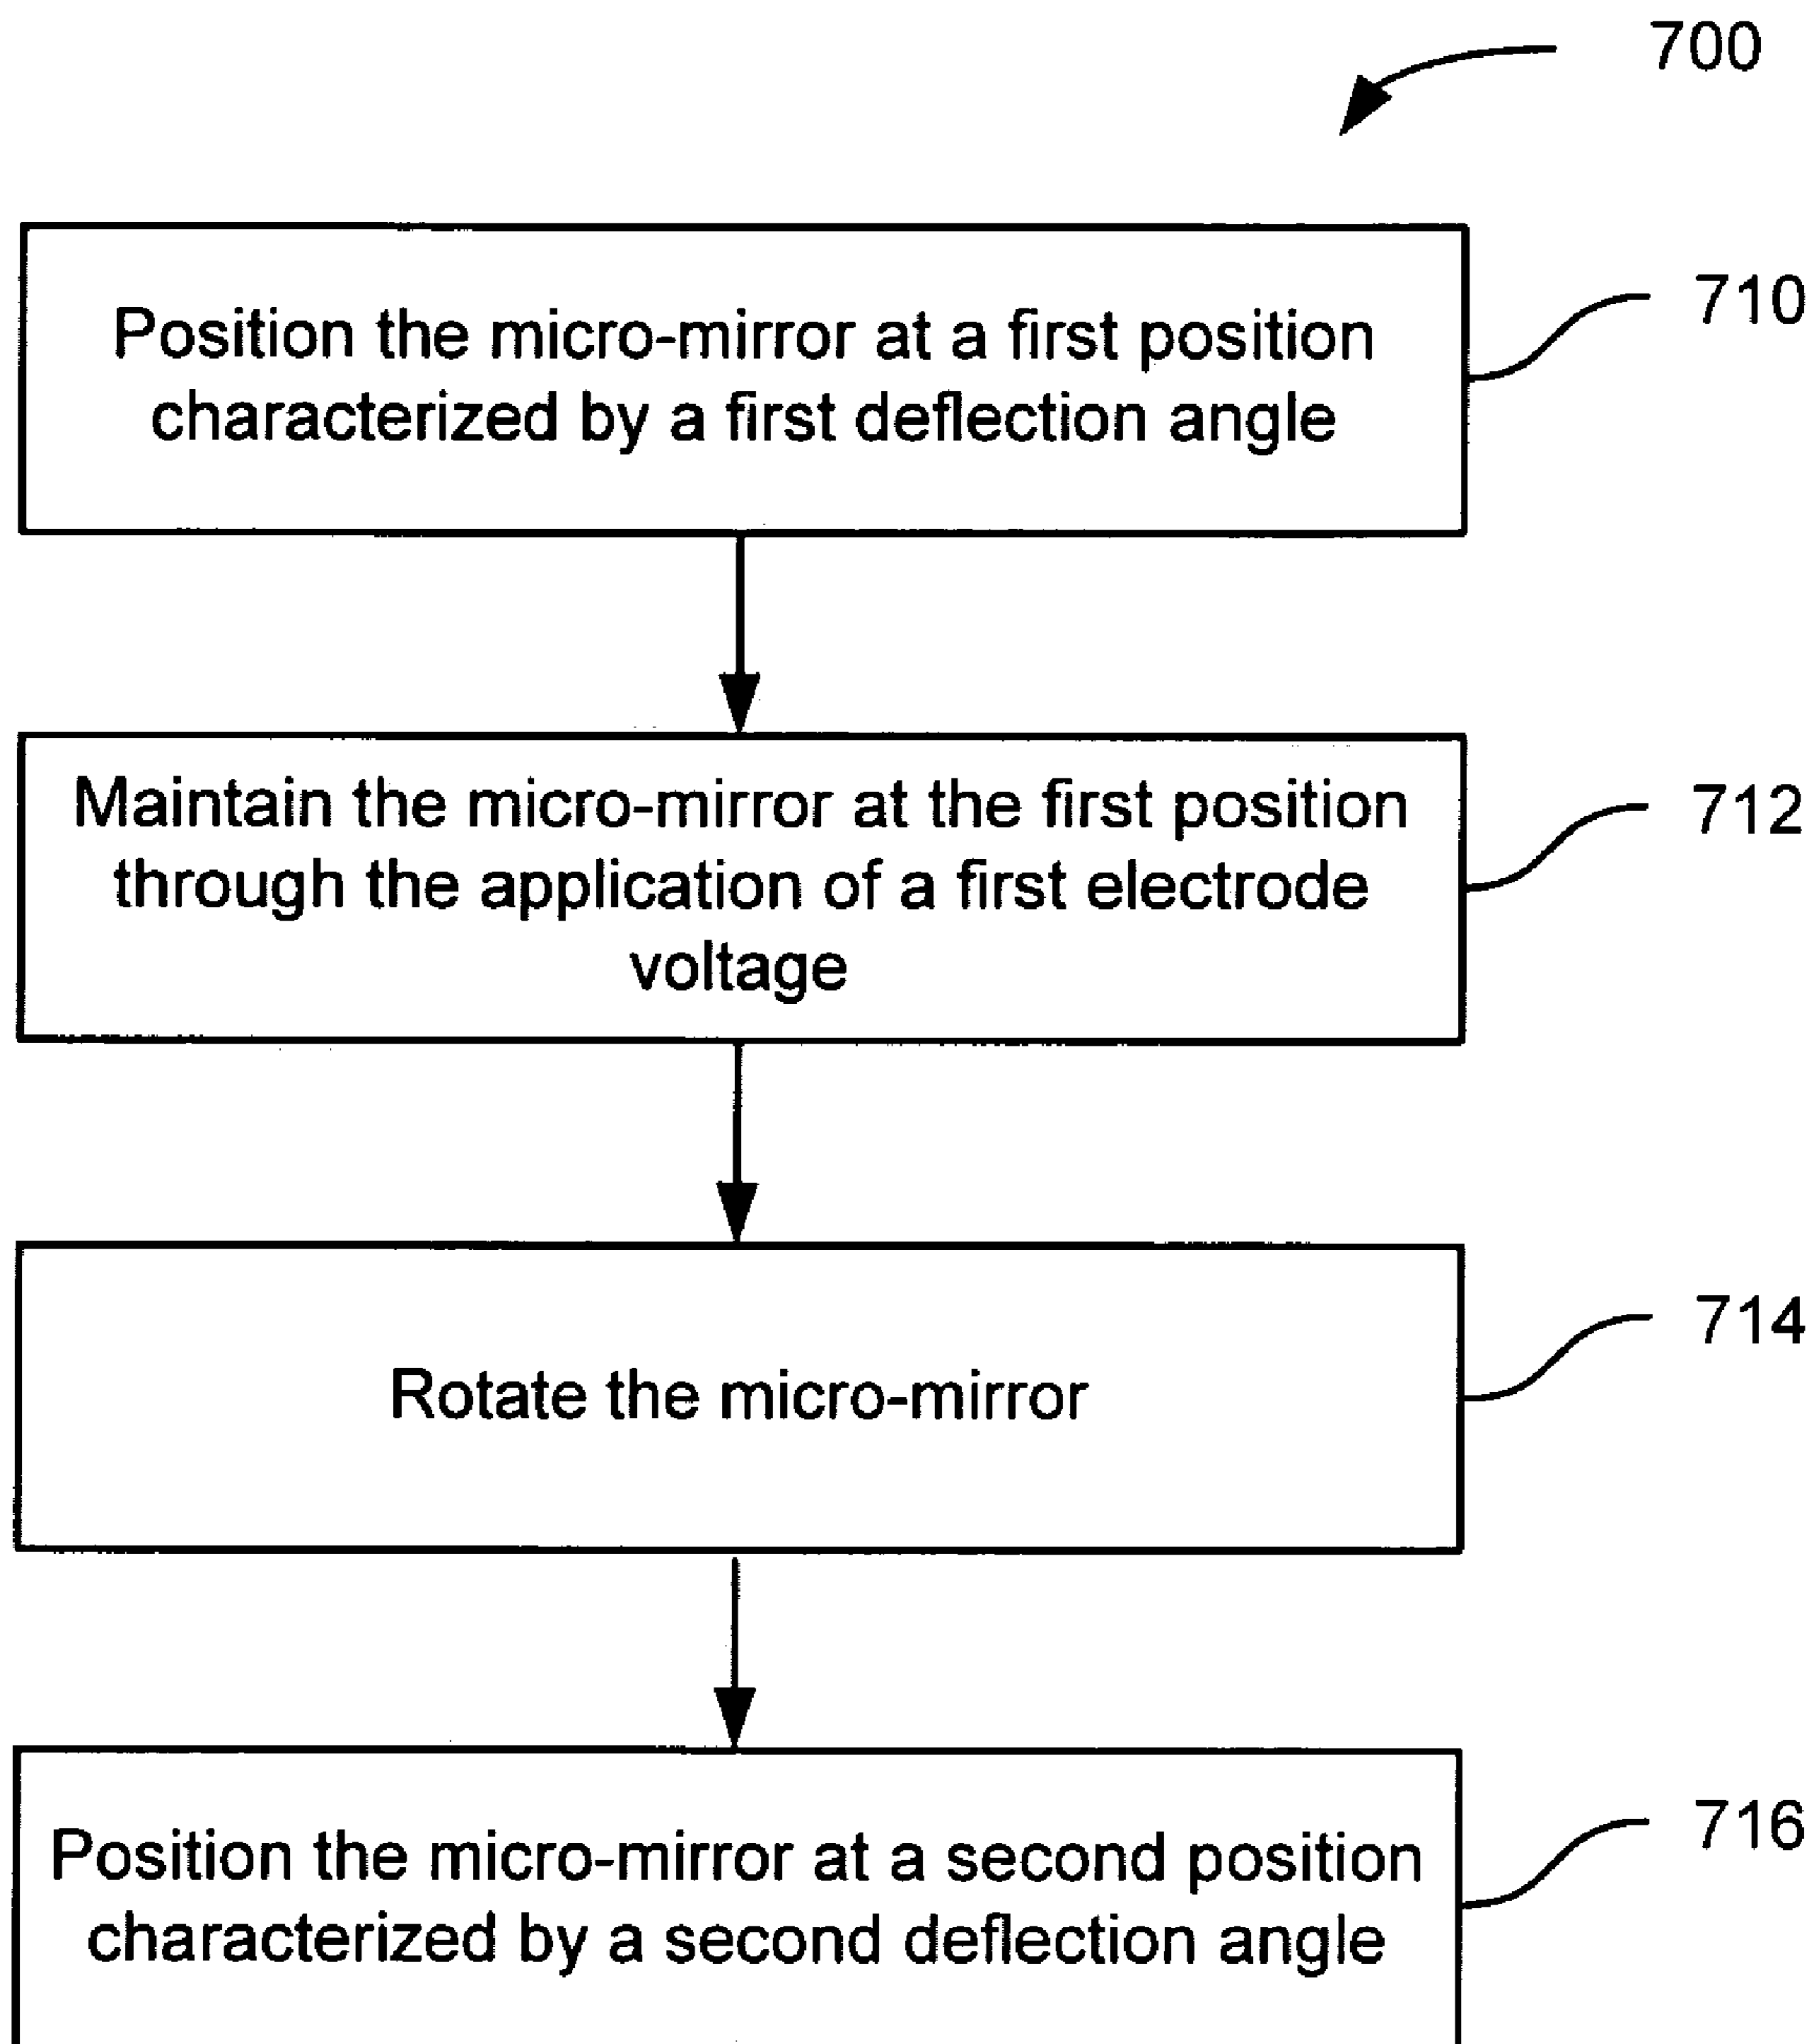 700
Position the micro-mirror at a first position
characterized by a first deflection angle
710
Maintain the micro-mirror at the first position
through the application of a first electrode
voltage
712
Rotate the micro-mirror
714
Position the micro-mirror at a second position
characterized by a second deflection angle
716